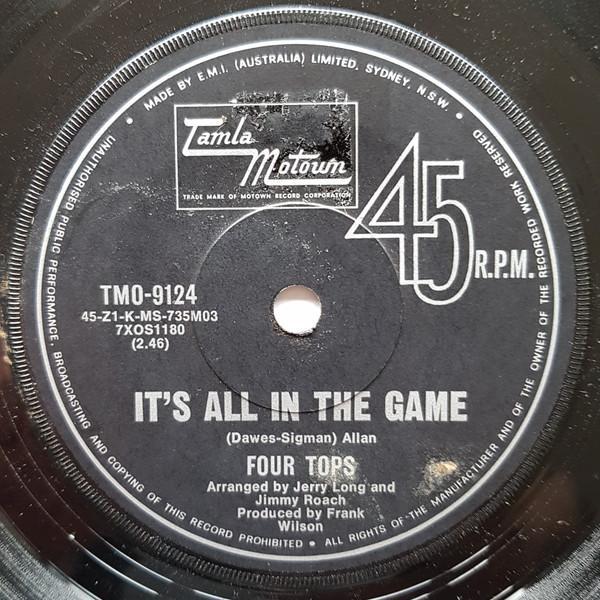 • MADE BY E.M.I. (AUSTRALIA) LIMITED, SYDNEY, N.S.W. •
Tamla
Motown
TRADE MARK OF MOTOWN RECORD CORPORATION
45
R.P.M.
TMO-9124
45-Z1-K-MS-735M03
7XOS1180
(2.46)
IT'S ALL IN THE GAME
(Dawes-Sigman) Allan
FOUR TOPS
Arranged by Jerry Long and
Jimmy Roach
Produced by Frank
Wilson
UNAUTHORISED PUBLIC PERFORMANCE, BROADCASTING AND COPYING OF THIS RECORD PROHIBITED • ALL RIGHTS OF THE MANUFACTURER AND OF THE OWNER OF THE RECORDED WORK RESERVED